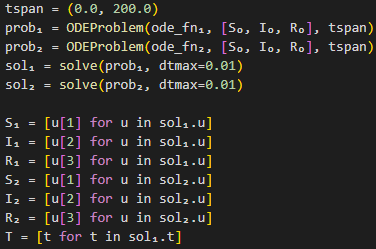 tspan = (0.0, 200.0)
prob₁ = ODEProblem(ode_fn₁, [S₀, I₀, R₀], tspan)
prob₂ = ODEProblem(ode_fn₂, [S₀, I₀, R₀], tspan)
sol₁ = solve(prob₁, dtmax=0.01)
sol₂ = solve(prob₂, dtmax=0.01)
S₁ = [u[1] for u in sol₁.u]
I₁ = [u[2] for u in sol₁.u]
R₁ = [u[3] for u in sol₁.u]
S₂ = [u[1] for u in sol₂.u]
I₂ = [u[2] for u in sol₂.u]
R₂ = [u[3] for u in sol₂.u]
T = [t for t in sol₁.t]